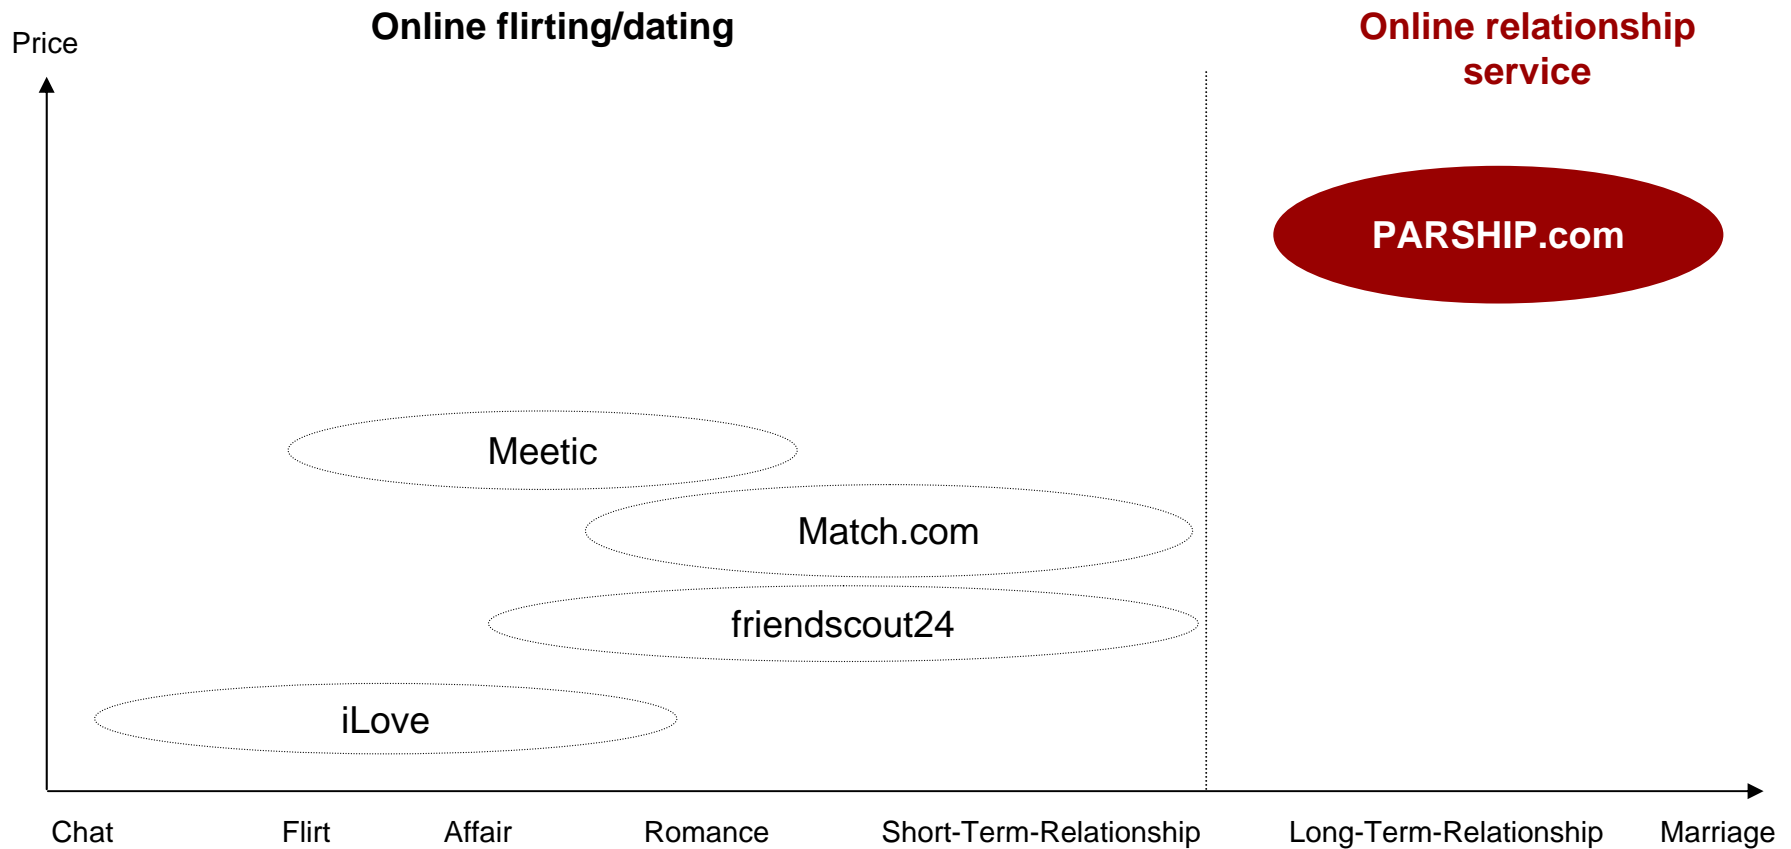 Online flirting/dating
Online relationship
service
Price
PARSHIP.com
Meetic
Match.com
friendscout24
iLove
Chat
Flirt
Affair
Romance
Short-Term-Relationship
Long-Term-Relationship
Marriage